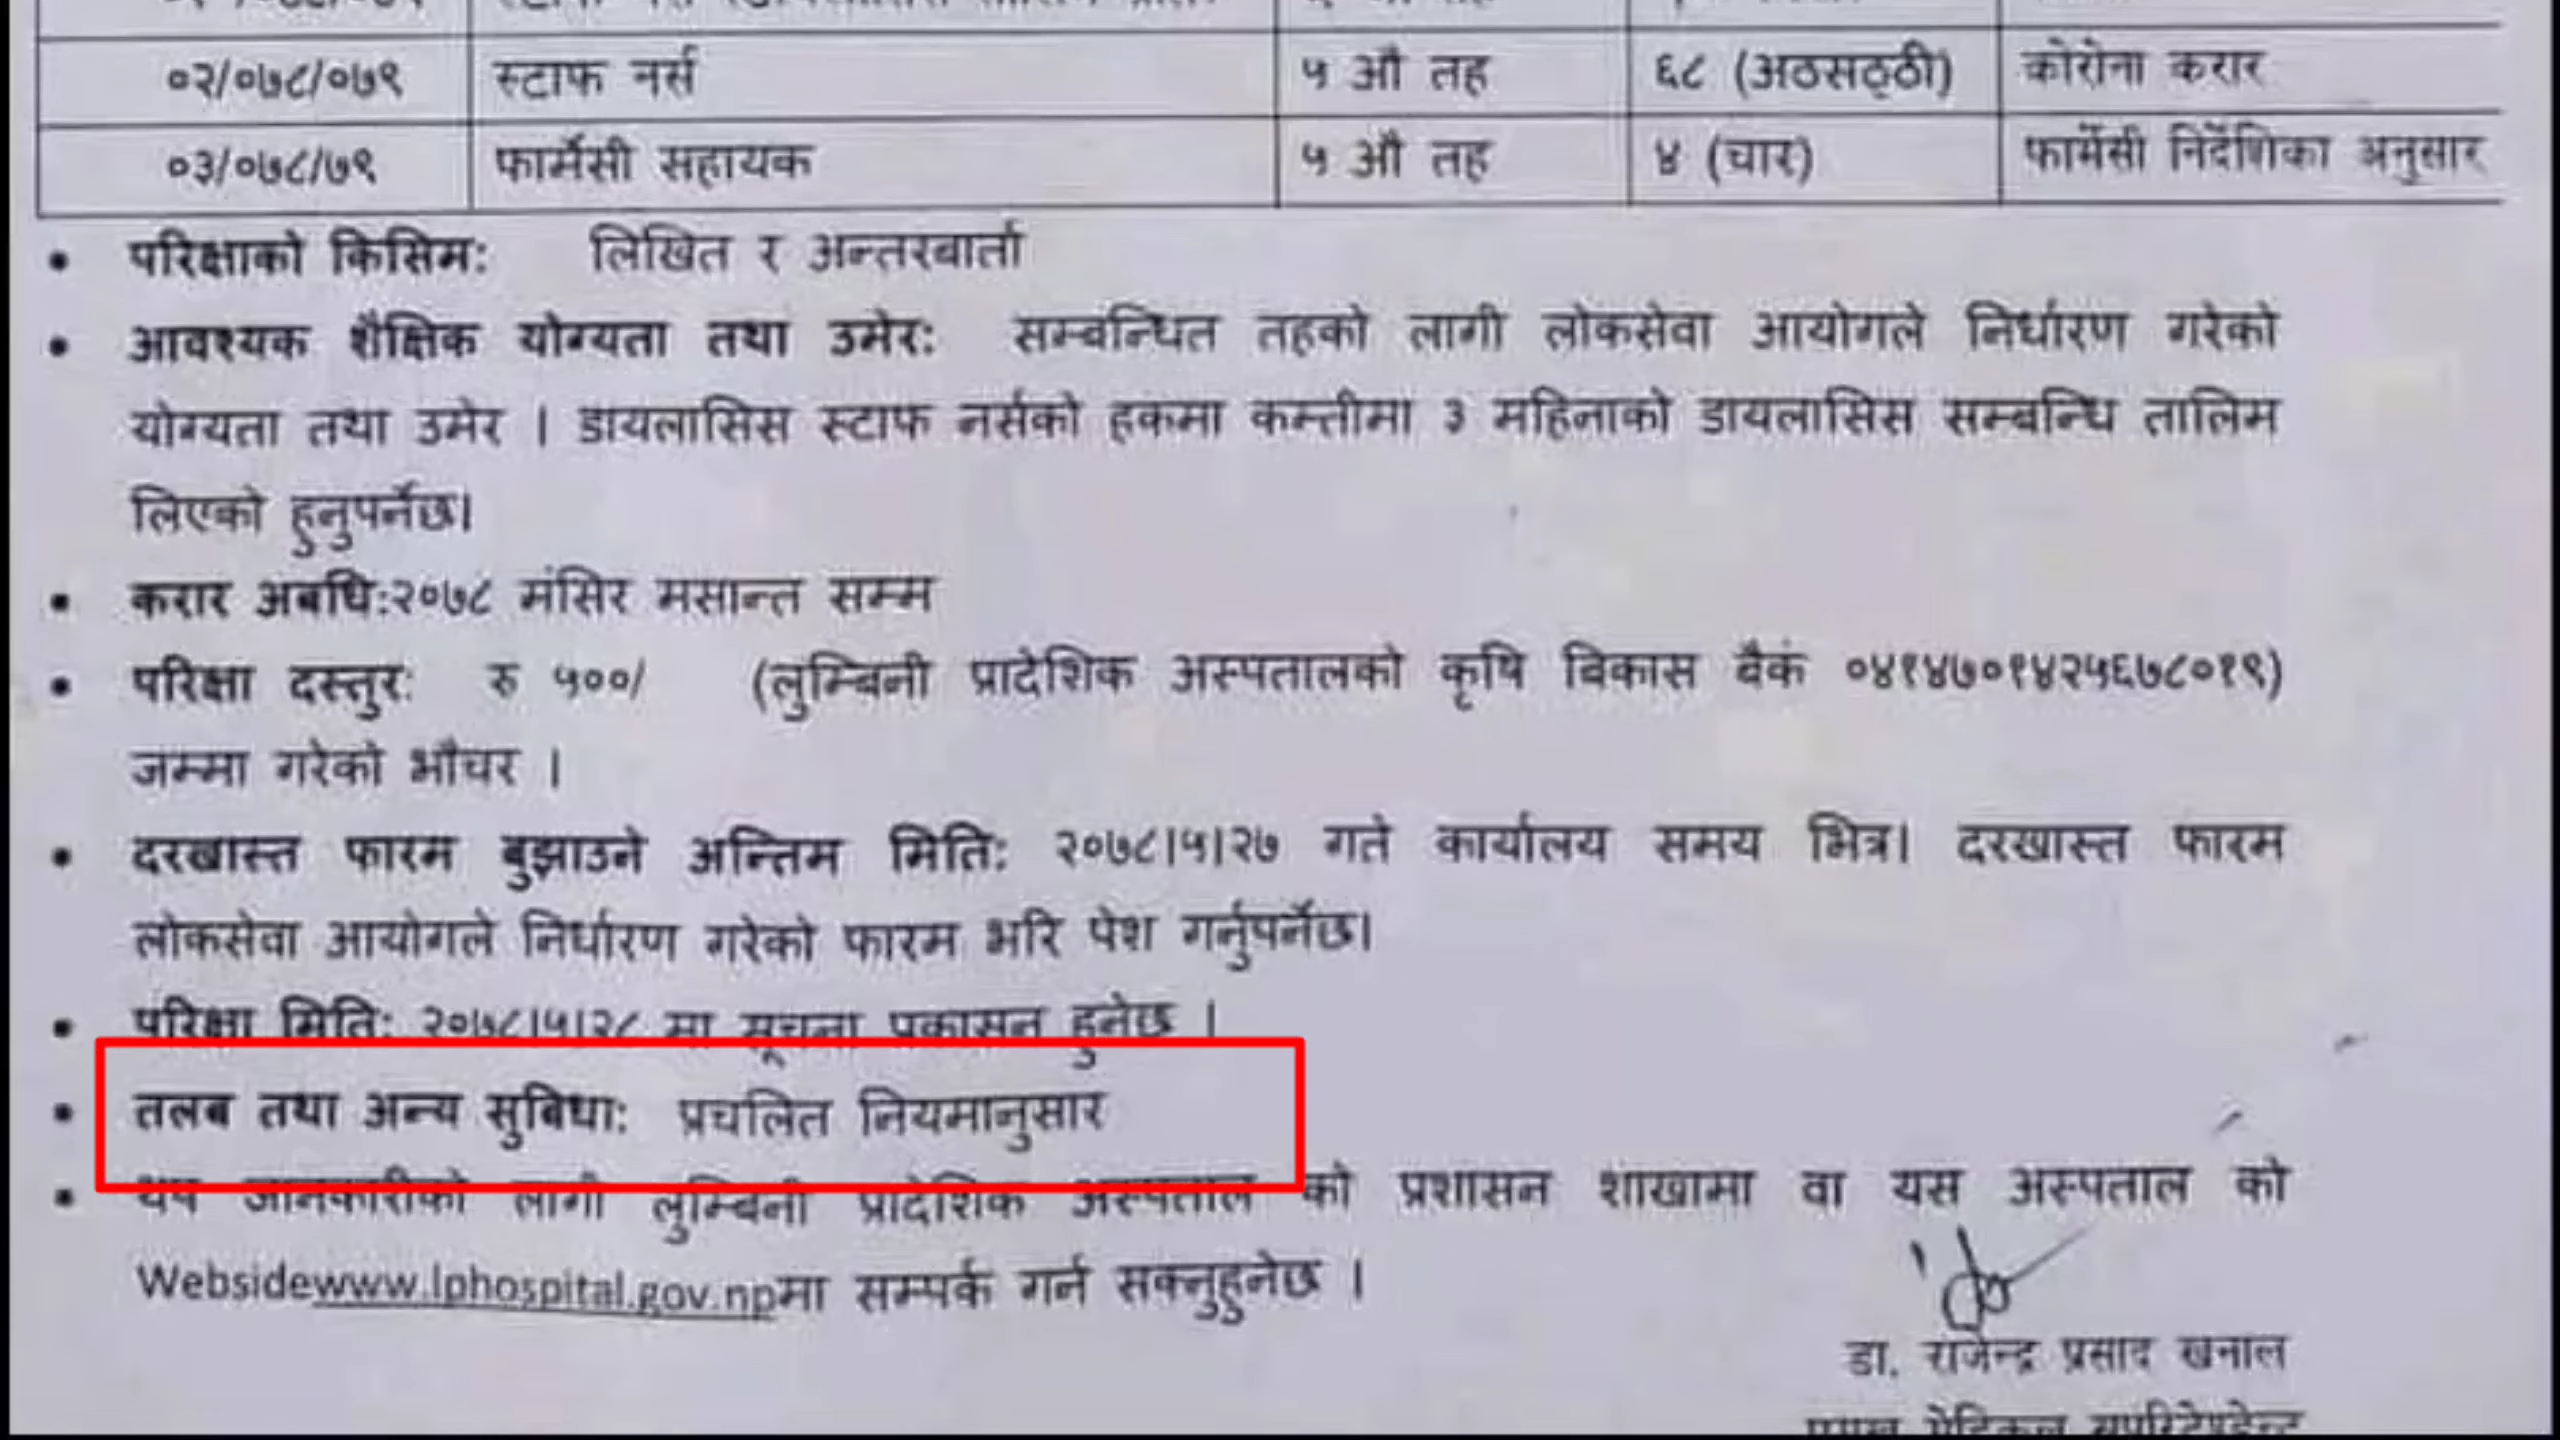 ०२/०७८/०७९ स्टाफ नर्स ५ औ तह ६८ (अठसठ्ठी) कोरोना करार
०३/०७८/७९ फार्मेसी सहायक ५ औ तह ४ (चार) फार्मेसी निर्देशिका अनुसार
• परिक्षाको किसिम: लिखित र अन्तरबार्ता
• आवश्यक शैक्षिक योग्यता तथा उमेर: सम्बन्धित तहको लागी लोकसेवा आयोगले निर्धारण गरेको
योग्यता तथा उमेर । डायलासिस स्टाफ नर्सको हकमा कम्तीमा ३ महिनाको डायलासिस सम्बन्धि तालिम
लिएको हुनुपर्नेछ।
• करार अबधि:२०७८ मंसिर मसान्त सम्म
• परिक्षा दस्तुर: रु ५००/ (लुम्बिनी प्रादेशिक अस्पतालको कृषि विकास बैकं ०४१४७०१४२५६७८०१९)
जम्मा गरेको भौचर ।
• दरखास्त फारम बुझाउने अन्तिम मिति: २०७८।५।२७ गते कार्यालय समय भित्र। दरखास्त फारम
लोकसेवा आयोगले निर्धारण गरेको फारम भरि पेश गर्नुपर्नेछ।
• परिक्षा मिति: २०७८।५।२८ मा सूचना प्रकासन हुनेछ ।
• तलब तथा अन्य सुबिधा: प्रचलित नियमानुसार
• थप जानकारीको लागी लुम्बिनी प्रादेशिक अस्पताल को प्रशासन शाखामा वा यस अस्पताल को
Websidewww.lphospital.gov.npमा सम्पर्क गर्न सक्नुहुनेछ ।
डा. राजेन्द्र प्रसाद खनाल